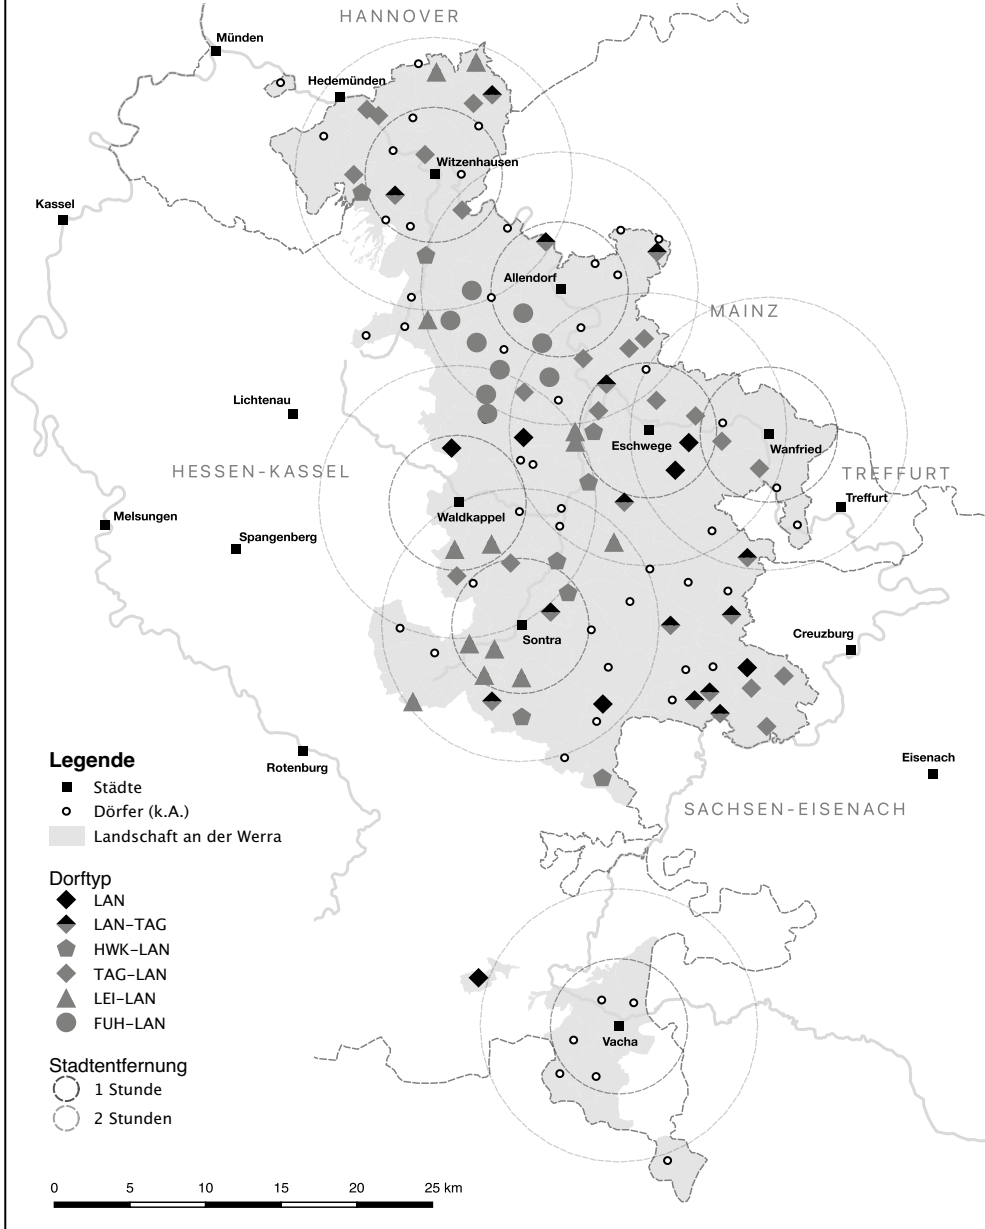 HANNOVER
Münden
Hedemünden
Witzenhausen
Kassel
Allendorf
MAINZ
Lichtenau
Eschwege
Wanfried
HESSEN-KASSEL
TREFFURT
Treffurt
Waldkappel
Melsungen
Spangenberg
Creuzburg
Sontra
Rotenburg
Eisenach
SACHSEN-EISENACH
Vacha
Legende
Städte
Dörfer (k.A.)
Landschaft an der Werra
Dorftyp
LAN
LAN-TAG
HWK-LAN
TAG-LAN
LEI-LAN
FUH-LAN
Stadtentfernung
1 Stunde
2 Stunden
0 5 10 15 20 25 km